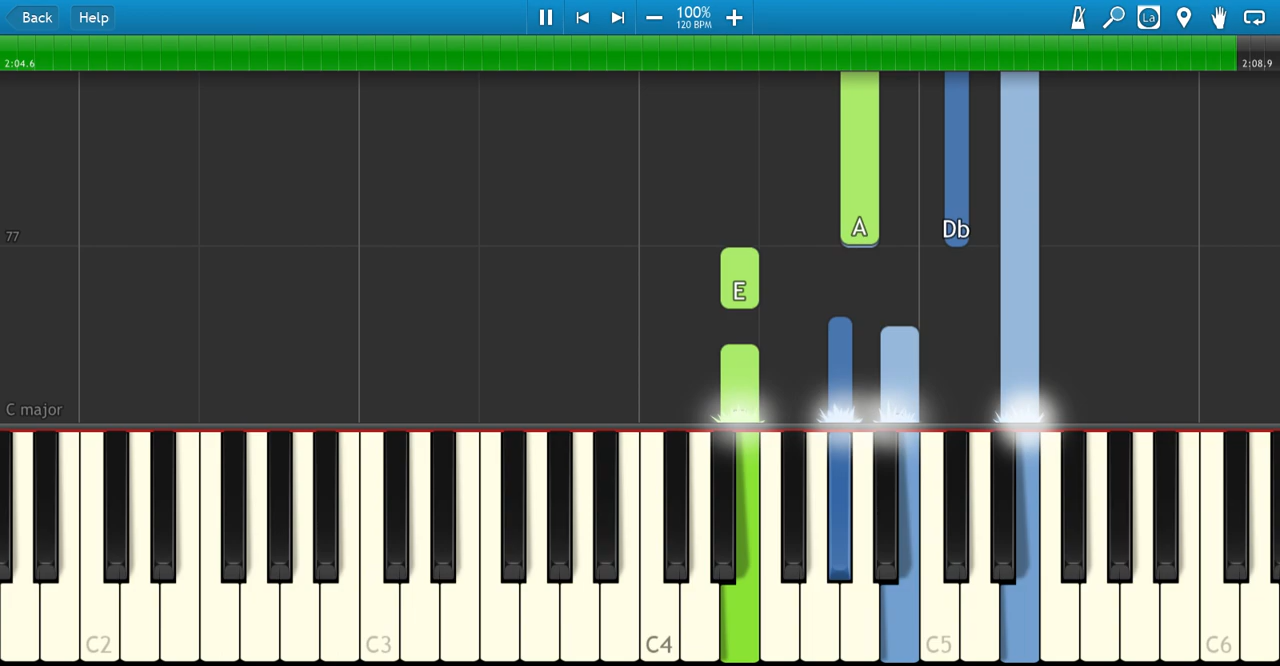 Back Help
100%
120 BPM
La
2:04.6
2:08,9
A
Db
77
E
C major
C2 C3 C4 C5 C6